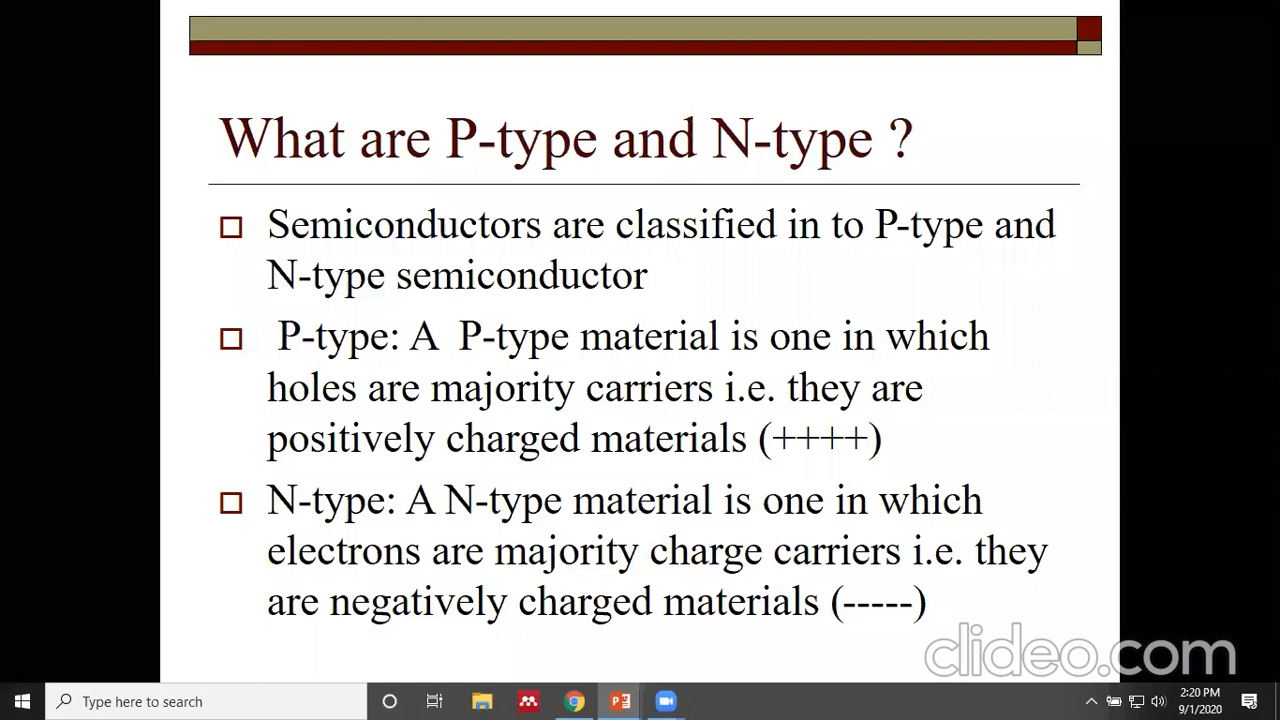 What are P-type and N-type ?
Semiconductors are classified in to P-type and
N-type semiconductor
P-type: A P-type material is one in which
holes are majority carriers i.e. they are
positively charged materials (++++)
N-type: A N-type material is one in which
electrons are majority charge carriers i.e. they
are negatively charged materials (-----)
clideo.com
Type here to search
2:20 PM
9/1/2020